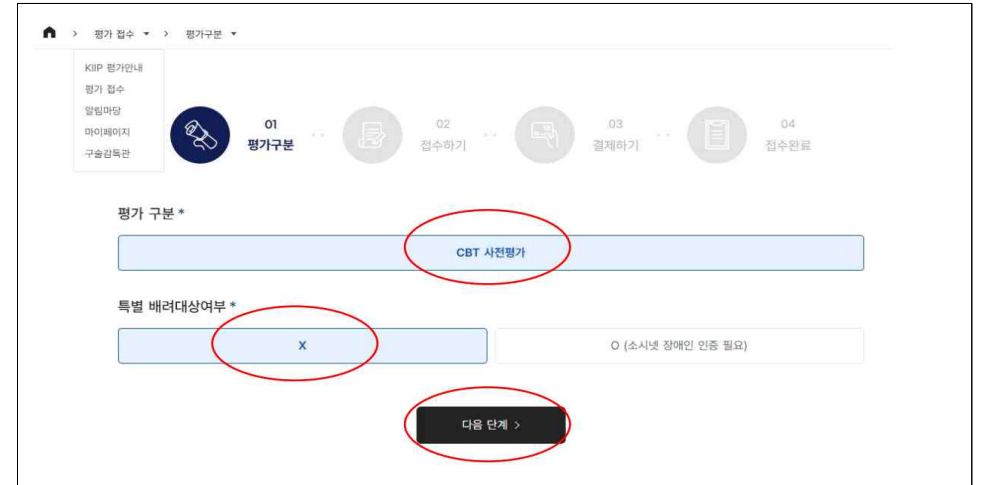 > 평가 접수 ▼ > 평가구분 ▼
KIIP 평가안내
평가 접수
알림마당
마이페이지
구술감독관
01
평가구분
02
접수하기
03
결제하기
04
접수완료
평가 구분 *
CBT 사전평가
특별 배려대상여부 *
X
O (소시넷 장애인 인증 필요)
다음 단계 >